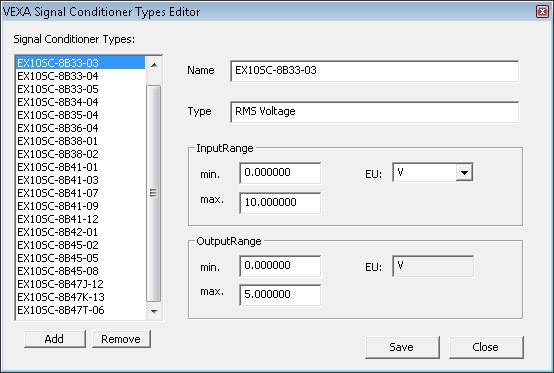 VEXA Signal Conditioner Types Editor
Signal Conditioner Types:
EX10SC-8B33-03
EX10SC-8B33-04
EX10SC-8B33-05
EX10SC-8B34-04
EX10SC-8B35-04
EX10SC-8B36-04
EX10SC-8B38-01
EX10SC-8B38-02
EX10SC-8B41-01
EX10SC-8B41-03
EX10SC-8B41-07
EX10SC-8B41-09
EX10SC-8B41-12
EX10SC-8B42-01
EX10SC-8B45-02
EX10SC-8B45-05
EX10SC-8B45-08
EX10SC-8B47J-12
EX10SC-8B47K-13
EX10SC-8B47T-06
Add Remove
Name EX10SC-8B33-03
Type RMS Voltage
InputRange
min. 0.000000 EU: V
max. 10.000000
OutputRange
min. 0.000000 EU: V
max. 5.000000
Save Close